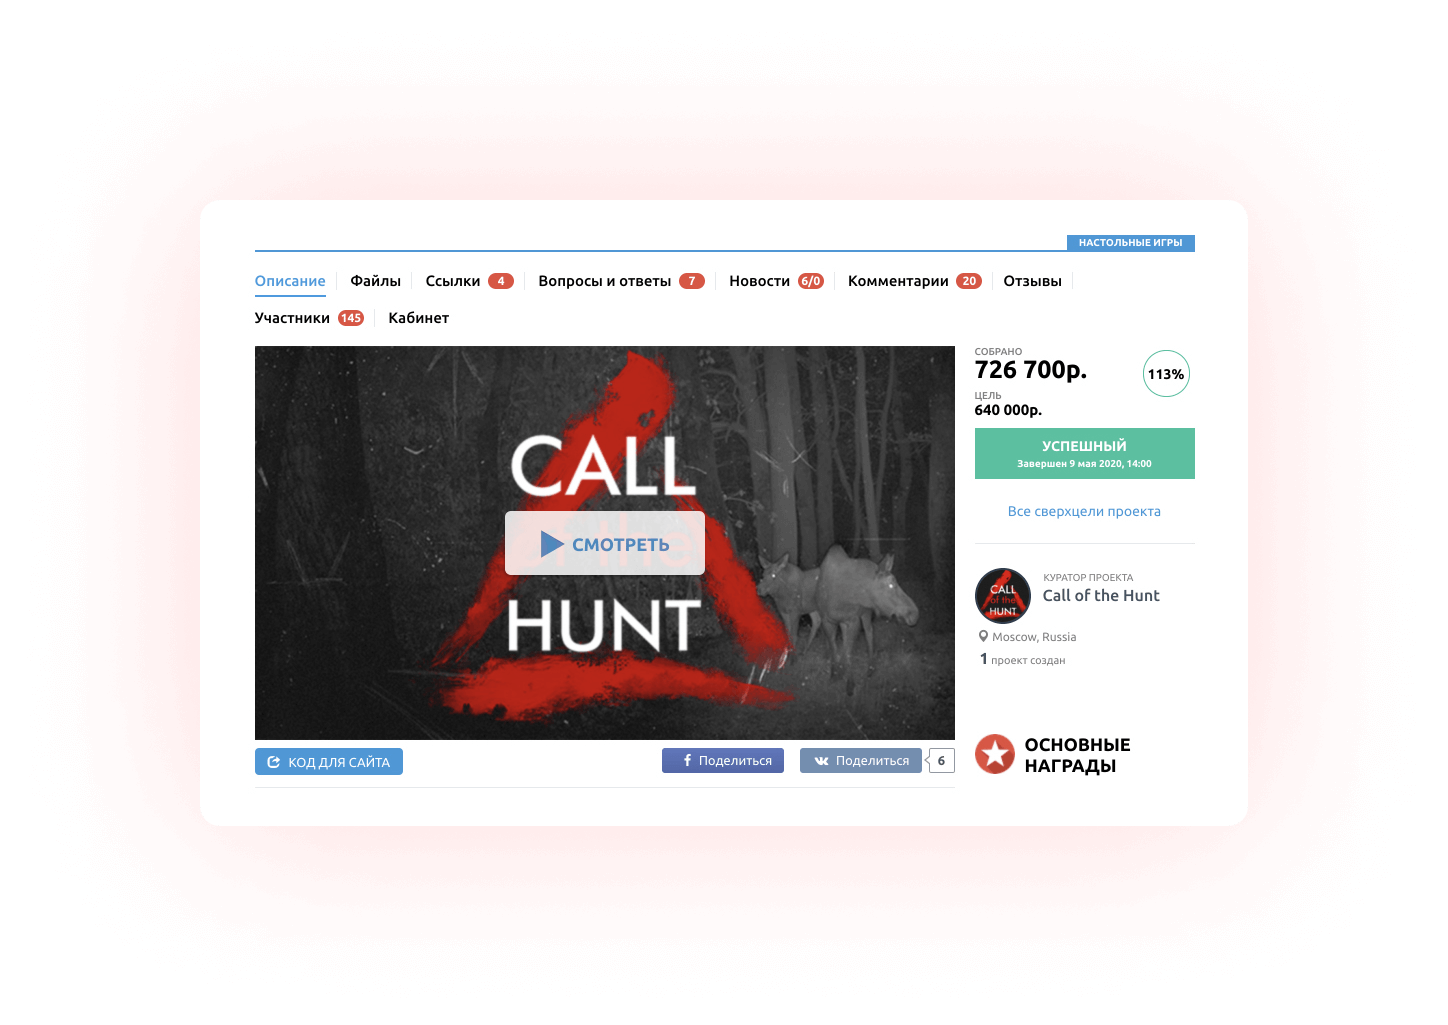 НАСТОЛЬНЫЕ ИГРЫ
Описание Файлы Ссылки 4 Вопросы и ответы 7 Новости 6/0 Комментарии 20 Отзывы
Участники 145 Кабинет
CALL
of the
СМОТРЕТЬ
HUNT
КОД ДЛЯ САЙТА
Поделиться
Поделиться 6
СОБРАНО
726 700р.
113%
ЦЕЛЬ
640 000р.
УСПЕШНЫЙ
Завершен 9 мая 2020, 14:00
Все сверхцели проекта
CALL
of the
HUNT
КУРАТОР ПРОЕКТА
Call of the Hunt
Moscow, Russia
1 проект создан
ОСНОВНЫЕ
НАГРАДЫ